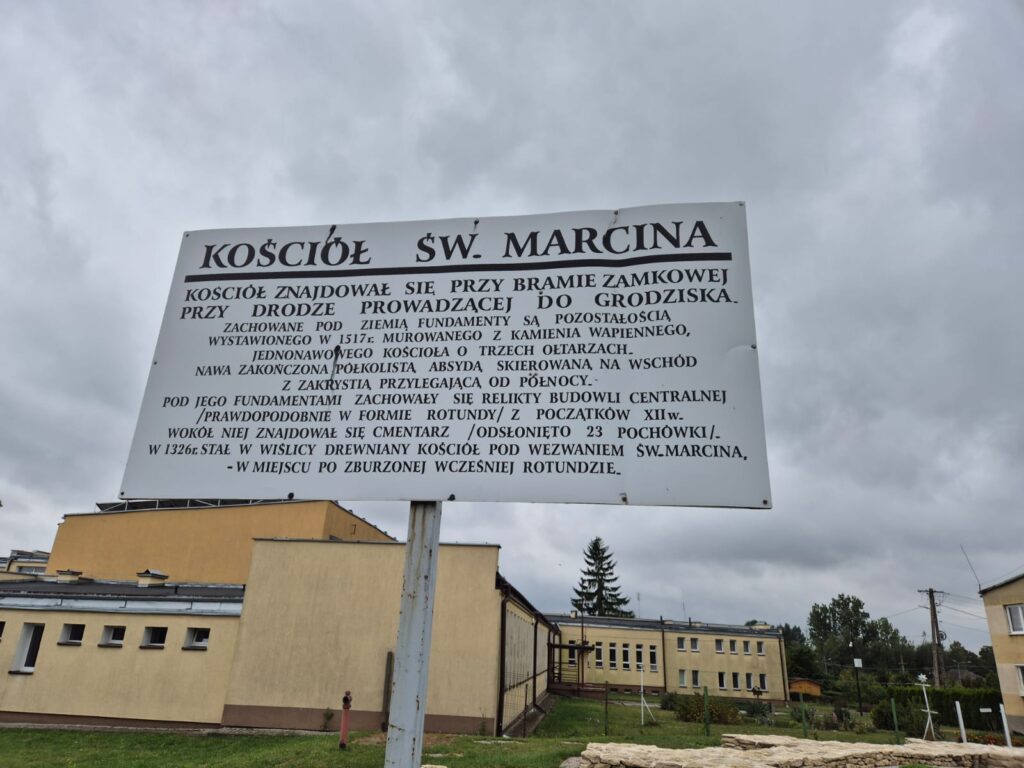 KOŚCIÓŁ ŚW. MARCINA
KOŚCIÓŁ ZNAJDOWAŁ SIĘ PRZY BRAMIE ZAMKOWEJ
PRZY DRODZE PROWADZĄCEJ DO GRODZISKA.
ZACHOWANE POD ZIEMIĄ FUNDAMENTY SĄ POZOSTAŁOŚCIĄ
WYSTAWIONEGO W 1517r. MUROWANEGO Z KAMIENIA WAPIENNEGO,
JEDNONAWOWEGO KOŚCIOŁA O TRZECH OŁTARZACH.
NAWA ZAKOŃCZONA PÓŁKOLISTĄ ABSYDĄ SKIEROWANĄ NA WSCHÓD
Z ZAKRYSTIĄ PRZYLEGAJĄCA OD PÓŁNOCY.
POD JEGO FUNDAMENTAMI ZACHOWAŁY SIĘ RELIKTY BUDOWLI CENTRALNEJ
/PRAWDOPODOBNIE W FORMIE ROTUNDY/ Z POCZĄTKÓW XIIw.
WOKÓŁ NIEJ ZNAJDOWAŁ SIĘ CMENTARZ /ODSŁONIĘTO 23 POCHÓWKI/.
W 1326r. STAŁ W WIŚLICY DREWNIANY KOŚCIÓŁ POD WEZWANIEM ŚW. MARCINA,
- W MIEJSCU PO ZBURZONEJ WCZEŚNIEJ ROTUNDZIE.